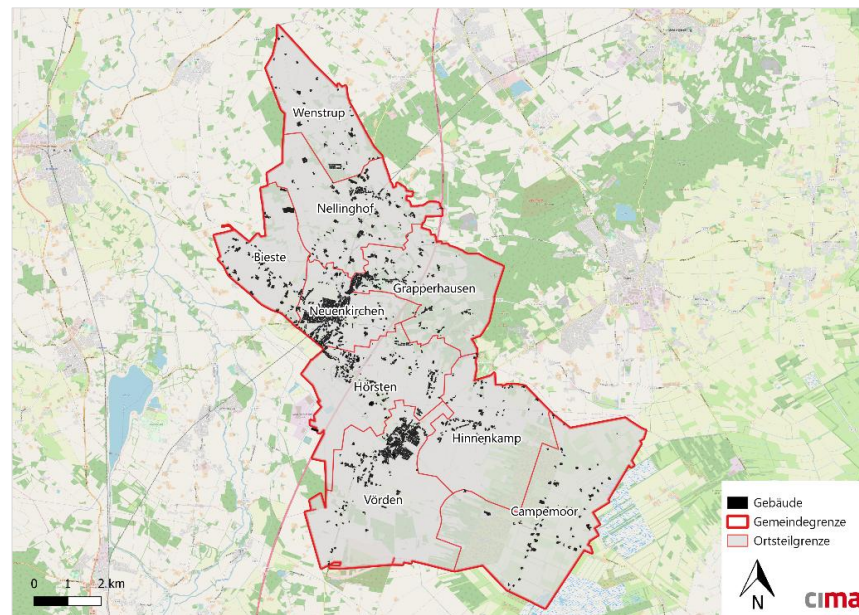 Wenstrup
Nellinghof
Bieste
Grapperhausen
Neuenkirchen
Hörsten
Hinnenkamp
Vörden
Campemoor
Gebäude
Gemeindegrenze
Ortsteilgrenze
0 1 2 km
N
cima